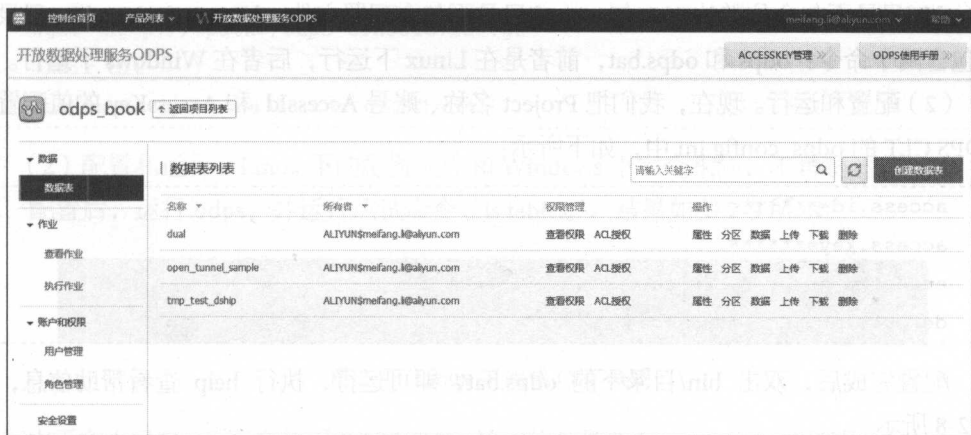 控制台首页 产品列表 开放数据处理服务ODPS meifang.li@aliyun.com 帮助
开放数据处理服务ODPS ACCESSKEY管理 ODPS使用手册
odps_book 返回项目列表
数据
数据表
作业
查看作业
执行作业
账户和权限
用户管理
角色管理
安全设置
数据表列表 请输入关键字 创建数据表
名称 所有者 权限管理 操作
dual ALIYUN$meifang.li@aliyun.com 查看权限 ACL授权 属性 分区 数据 上传 下载 删除
open_tunnel_sample ALIYUN$meifang.li@aliyun.com 查看权限 ACL授权 属性 分区 数据 上传 下载 删除
tmp_test_dship ALIYUN$meifang.li@aliyun.com 查看权限 ACL授权 属性 分区 数据 上传 下载 删除